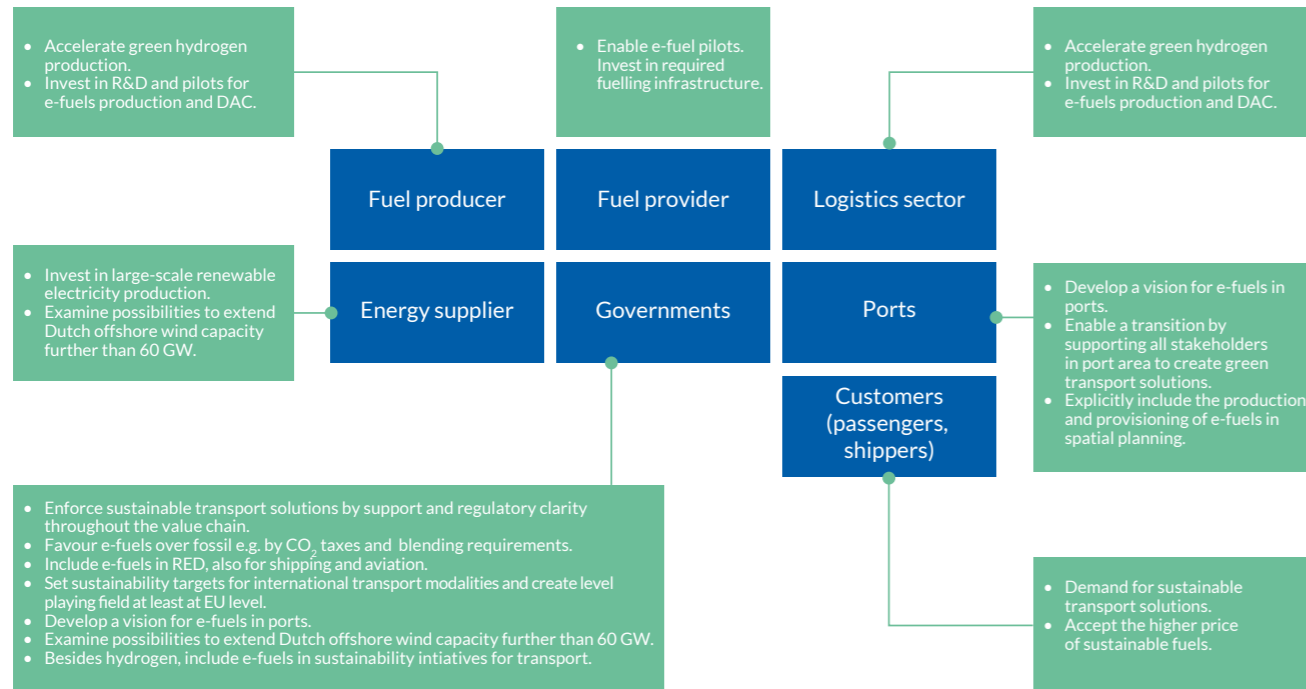 • Accelerate green hydrogen
production.
• Invest in R&D and pilots for
e-fuels production and DAC.
• Enable e-fuel pilots.
Invest in required
fuelling infrastructure.
• Accelerate green hydrogen
production.
• Invest in R&D and pilots for
e-fuels production and DAC.
Fuel producer
Fuel provider
Logistics sector
• Invest in large-scale renewable
electricity production.
• Examine possibilities to extend
Dutch offshore wind capacity
further than 60 GW.
Energy supplier
Governments
Ports
• Develop a vision for e-fuels in
ports.
• Enable a transition by
supporting all stakeholders
in port area to create green
transport solutions.
• Explicitly include the production
and provisioning of e-fuels in
spatial planning.
Customers
(passengers,
shippers)
• Enforce sustainable transport solutions by support and regulatory clarity
throughout the value chain.
• Favour e-fuels over fossil e.g. by CO₂ taxes and blending requirements.
• Include e-fuels in RED, also for shipping and aviation.
• Set sustainability targets for international transport modalities and create level
playing field at least at EU level.
• Develop a vision for e-fuels in ports.
• Examine possibilities to extend Dutch offshore wind capacity further than 60 GW.
• Besides hydrogen, include e-fuels in sustainability intiatives for transport.
• Demand for sustainable
transport solutions.
• Accept the higher price
of sustainable fuels.